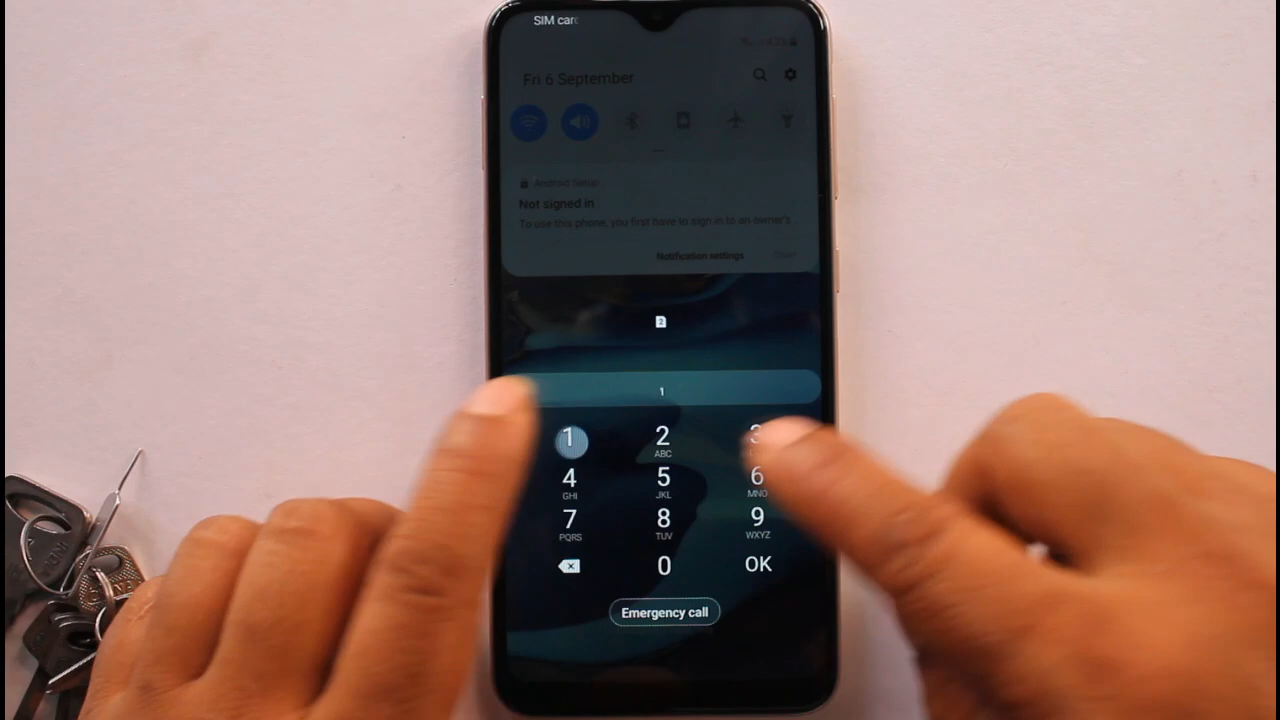 SIM car
Fri 6 September
Android Setup
Not signed in
To use this phone, you first have to sign in to an owner's...
Notification settings
2
1
1 2 3
ABC
4 5 6
GHI JKL MNO
7 8 9
PQRS TUV WXYZ
0 OK
Emergency call